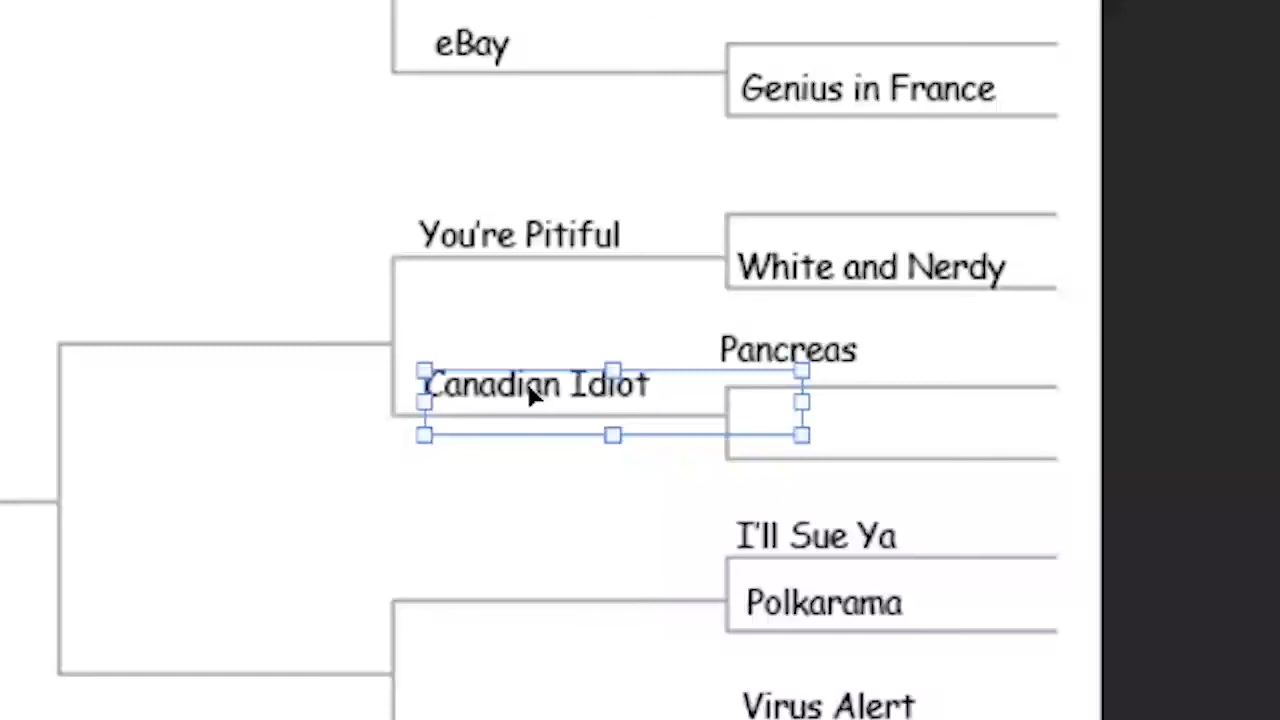 eBay
Genius in France
You're Pitiful
White and Nerdy
Pancreas
Canadian Idiot
I'll Sue Ya
Polkarama
Virus Alert